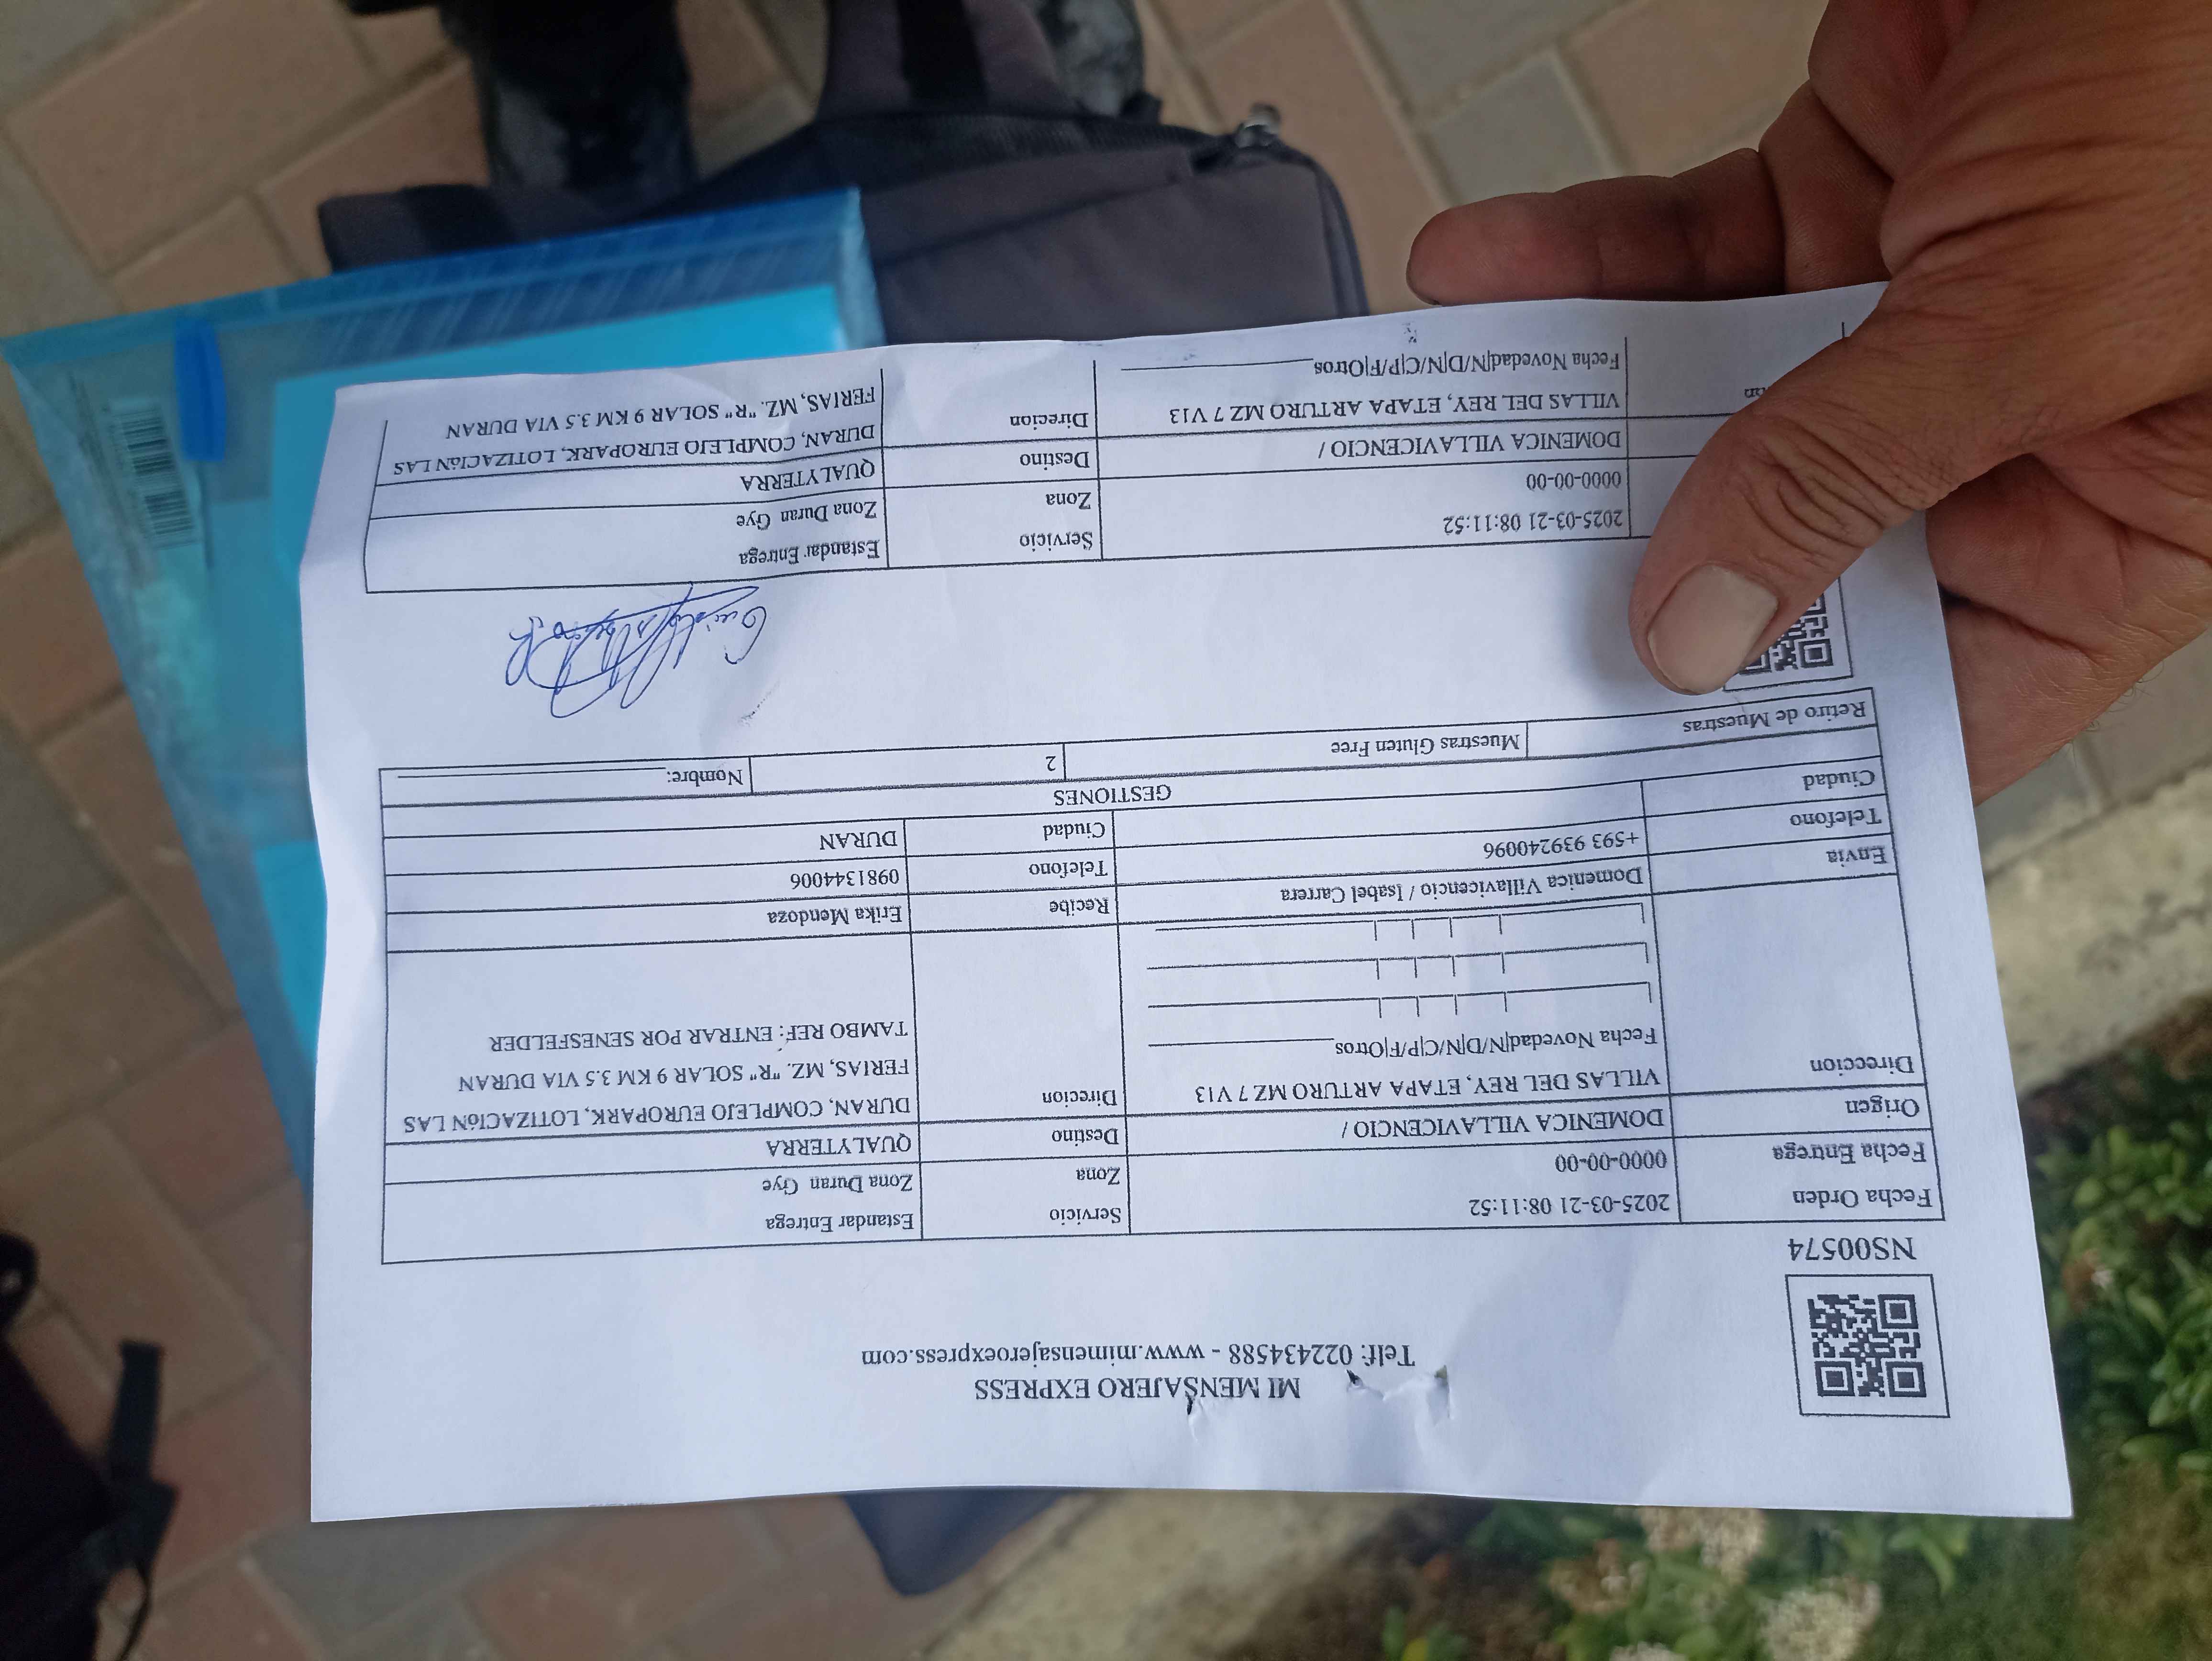 MI MENSAJERO EXPRESS
Telf: 022434588 - www.mimensajeroexpress.com
NS00574
Fecha Orden 2025-03-21 08:11:52 Servicio Estandar Entrega
Fecha Entrega 0000-00-00 Zona Zona Duran Gye
Origen DOMENICA VILLAVICENCIO / Destino QUALYTERRA
Direccion VILLAS DEL REY, ETAPA ARTURO MZ 7 V13 Direcion DURAN, COMPLEJO EUROPARK, LOTIZACIóN LAS
Fecha Novedad|N/D|N/C|P/F|Otros FERIAS, MZ. "R" SOLAR 9 KM 3.5 VIA DURAN
TAMBO REF: ENTRAR POR SENESFELDER
Envia Domenica Villavicencio / Isabel Carrera Recibe Erika Mendoza
Telefono +593 939240096 Telefono 0981344006
Ciudad Ciudad DURAN
GESTIONES
Retiro de Muestras Muestras Gluten Free 2 Nombre:
2025-03-21 08:11:52 Servicio Estandar Entrega
0000-00-00 Zona Zona Duran Gye
DOMENICA VILLAVICENCIO / Destino QUALYTERRA
VILLAS DEL REY, ETAPA ARTURO MZ 7 V13 Direcion DURAN, COMPLEJO EUROPARK, LOTIZACIóN LAS
Fecha Novedad|N/D|N/C|P/F|Otros FERIAS, MZ. "R" SOLAR 9 KM 3.5 VIA DURAN